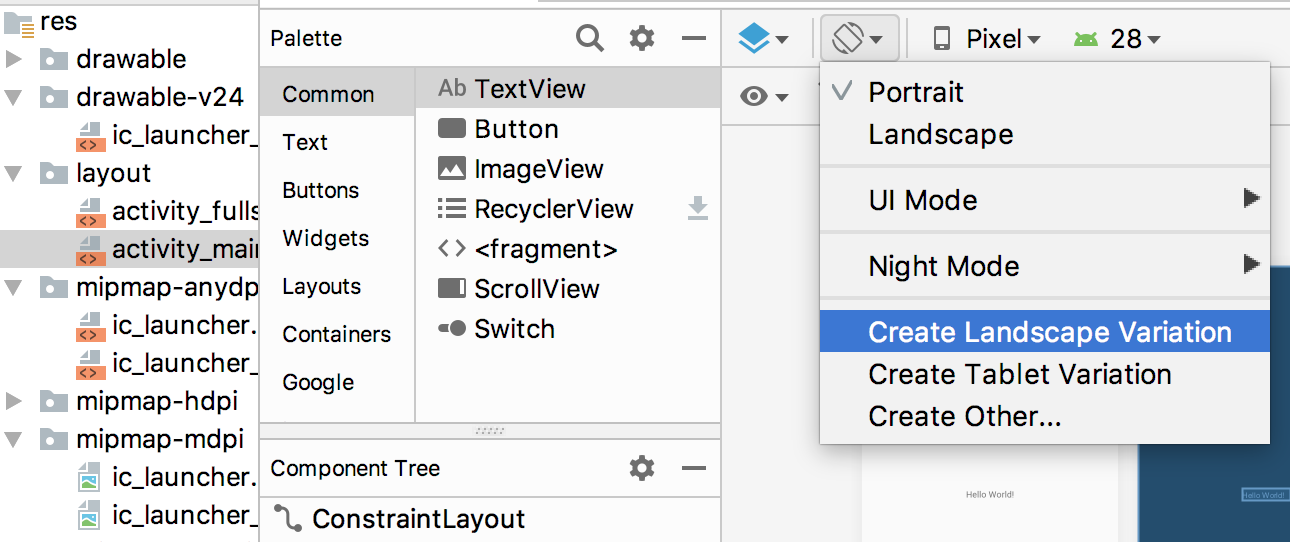 res
drawable
drawable-v24
ic_launcher_
layout
activity_fulls
activity_main
mipmap-anydp
ic_launcher.
ic_launcher_
mipmap-hdpi
mipmap-mdpi
ic_launcher.
ic_launcher_
Palette
Common
Text
Buttons
Widgets
Layouts
Containers
Google
Ab TextView
Button
ImageView
RecyclerView
<fragment>
ScrollView
Switch
Component Tree
ConstraintLayout
Pixel
28
Portrait
Landscape
UI Mode
Night Mode
Create Landscape Variation
Create Tablet Variation
Create Other...
Hello World!
Hello World!